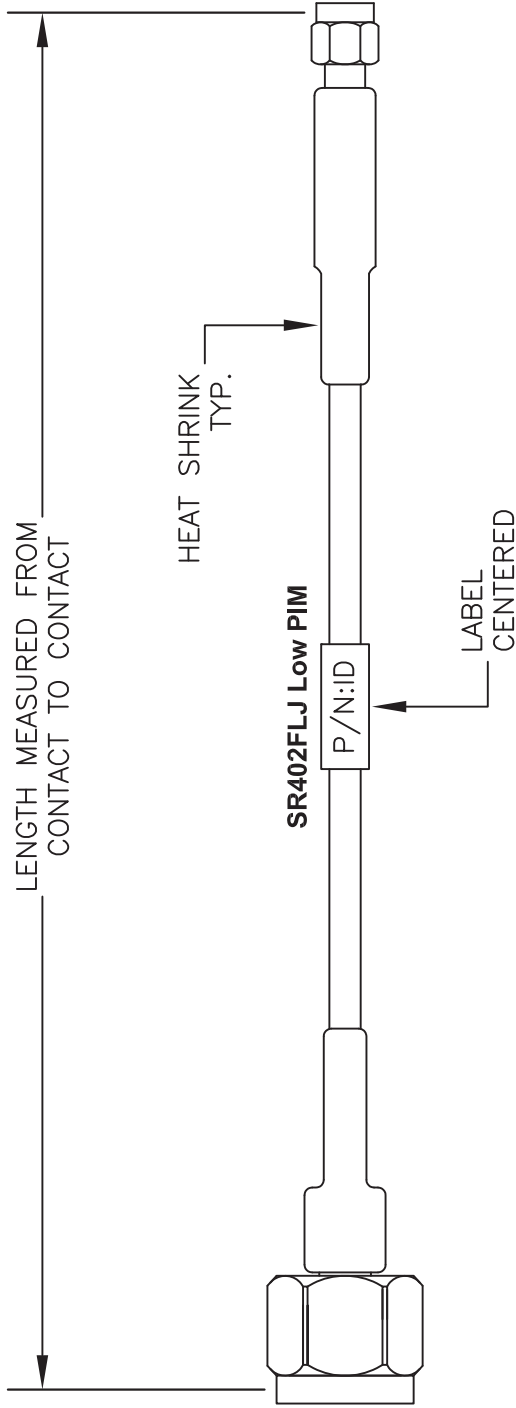 LENGTH MEASURED FROM
CONTACT TO CONTACT
HEAT SHRINK
TYP.
SR402FLJ Low PIM
P/N:ID
LABEL
CENTERED